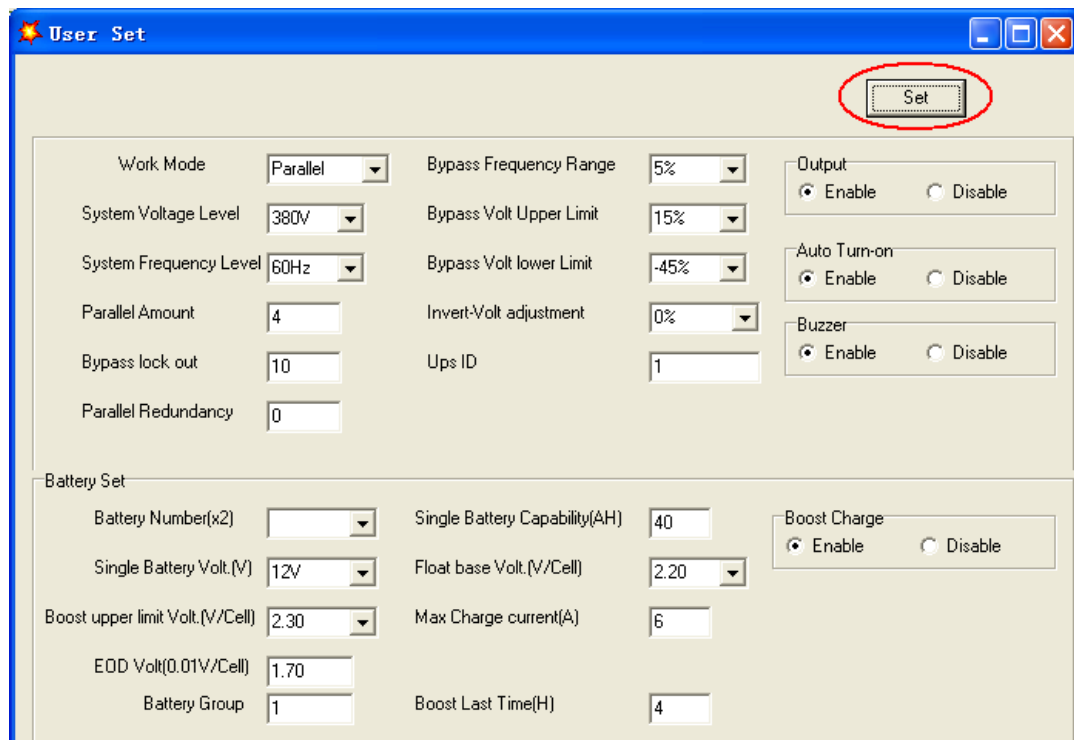 User Set
Set
Work Mode Parallel Bypass Frequency Range 5% Output
Enable Disable
System Voltage Level 380V Bypass Volt Upper Limit 15%
System Frequency Level 60Hz Bypass Volt lower Limit -45% Auto Turn-on
Enable Disable
Parallel Amount 4 Invert-Volt adjustment 0% Buzzer
Enable Disable
Bypass lock out 10 Ups ID 1
Parallel Redundancy 0
Battery Set
Battery Number(x2) Single Battery Capability(AH) 40 Boost Charge
Enable Disable
Single Battery Volt.(V) 12V Float base Volt.(V/Cell) 2.20
Boost upper limit Volt.(V/Cell) 2.30 Max Charge current(A) 6
EOD Volt(0.01V/Cell) 1.70
Battery Group 1 Boost Last Time(H) 4